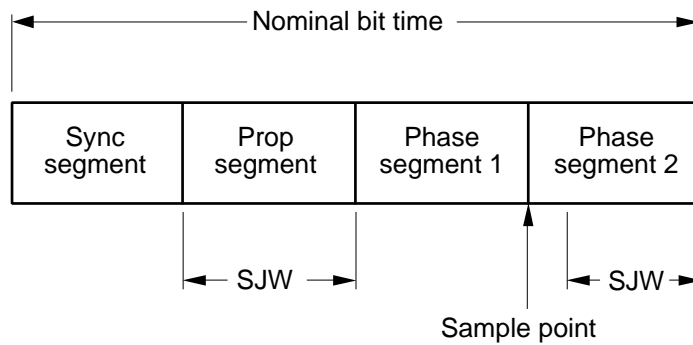 Nominal bit time
Sync
segment
Prop
segment
Phase
segment 1
Phase
segment 2
SJW
SJW
Sample point